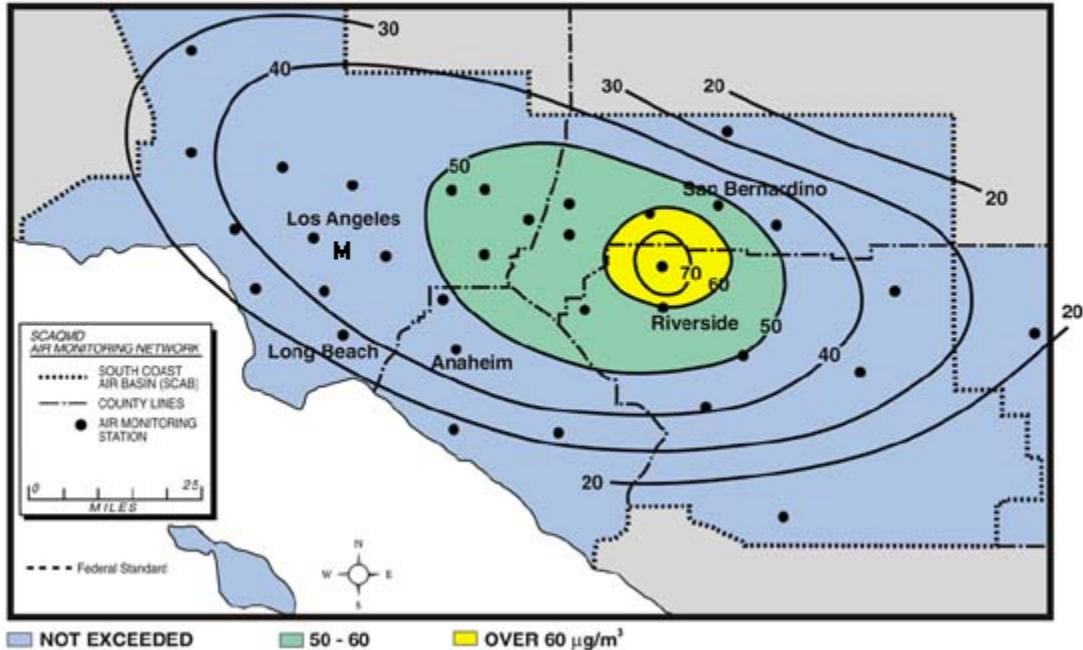 30
40
30
20
50
San Bernardino
20
Los Angeles
M
70
60
20
Riverside
50
Long Beach
Anaheim
40
20
SCAQMD
AIR MONITORING NETWORK
SOUTH COAST
AIR BASIN (SCAB)
COUNTY LINES
AIR MONITORING
STATION
0 25
MILES
Federal Standard
N
W E
S
NOT EXCEEDED 50 - 60 OVER 60 µg/m³